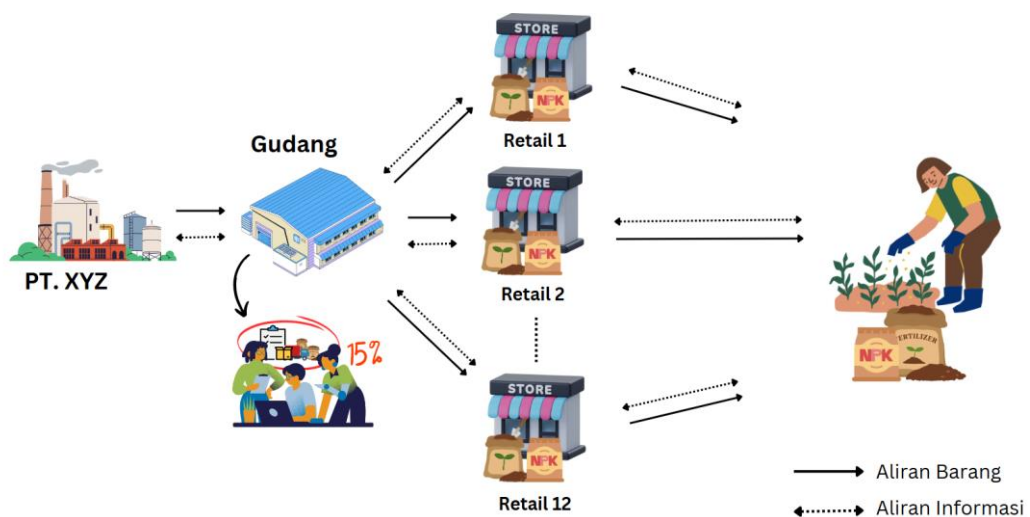 STORE
NPK
Retail 1
Gudang
STORE
NPK
Retail 2
PT. XYZ
15%
STORE
NPK
Retail 12
NPK
FERTILIZER
Aliran Barang
Aliran Informasi